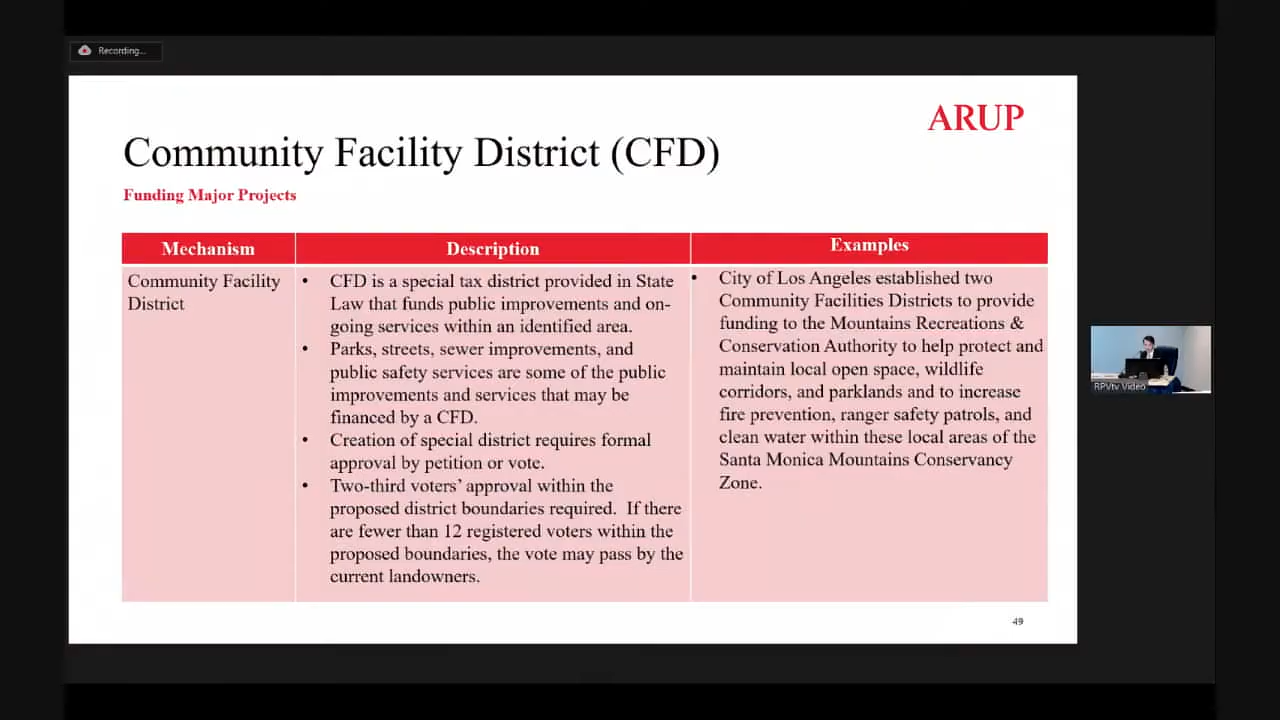 Recording...
ARUP
Community Facility District (CFD)
Funding Major Projects
Mechanism
Description
Examples
Community Facility
District
• CFD is a special tax district provided in State
Law that funds public improvements and on-
going services within an identified area.
• Parks, streets, sewer improvements, and
public safety services are some of the public
improvements and services that may be
financed by a CFD.
• Creation of special district requires formal
approval by petition or vote.
• Two-third voters’ approval within the
proposed district boundaries required.  If there
are fewer than 12 registered voters within the
proposed boundaries, the vote may pass by the
current landowners.
• City of Los Angeles established two
Community Facilities Districts to provide
funding to the Mountains Recreations &
Conservation Authority to help protect and
maintain local open space, wildlife
corridors, and parklands and to increase
fire prevention, ranger safety patrols, and
clean water within these local areas of the
Santa Monica Mountains Conservancy
Zone.
RPVtv Video
49